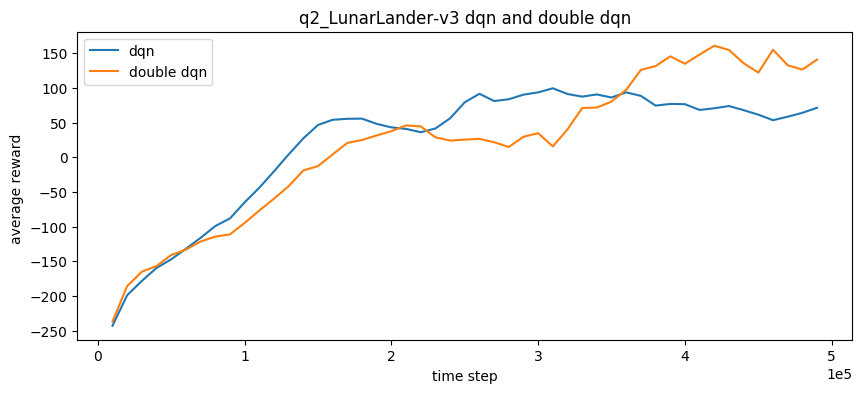 q2_LunarLander-v3 dqn and double dqn
dqn
double dqn
average reward
150
100
50
0
−50
−100
−150
−200
−250
0
1
2
3
4
5
1e5
time step